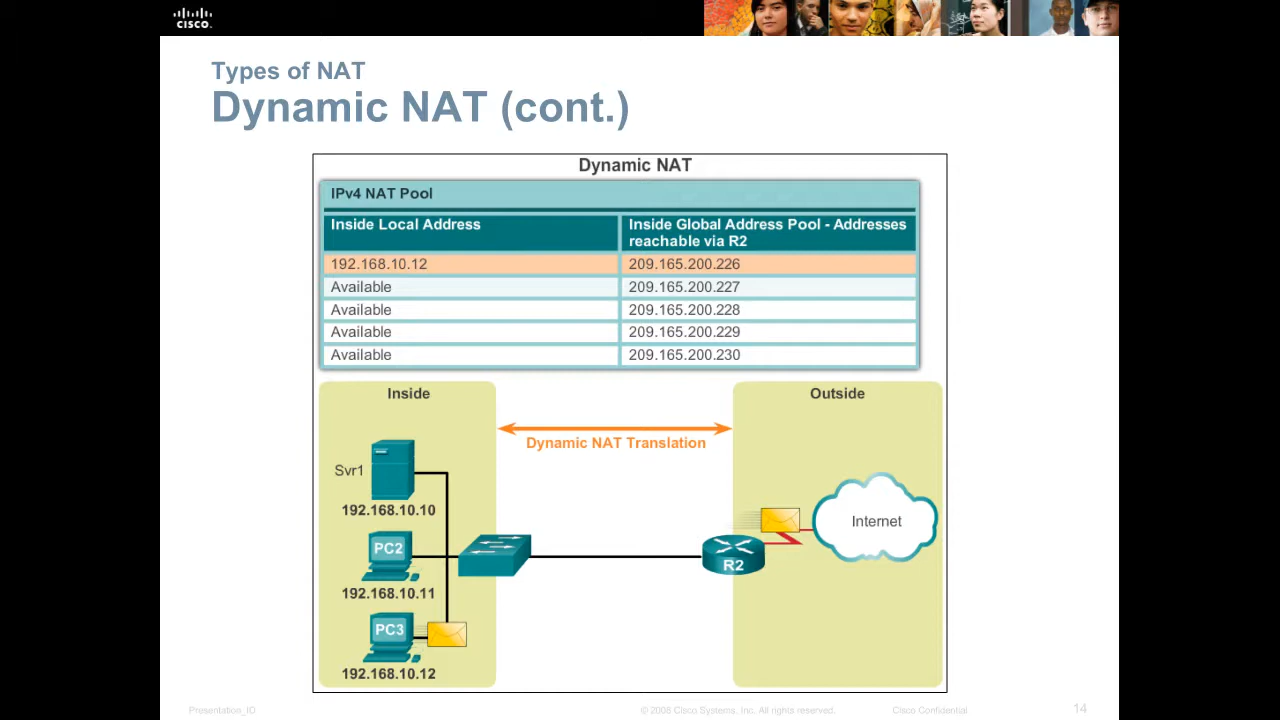 CISCO.
Types of NAT
Dynamic NAT (cont.)
Dynamic NAT
IPv4 NAT Pool
Inside Local Address
Inside Global Address Pool - Addresses
reachable via R2
192.168.10.12
209.165.200.226
Available
209.165.200.227
Available
209.165.200.228
Available
209.165.200.229
Available
209.165.200.230
Inside
Outside
Dynamic NAT Translation
Svr1
192.168.10.10
Internet
PC2
R2
192.168.10.11
PC3
192.168.10.12
Presentation_ID
© 2008 Cisco Systems, Inc. All rights reserved.
Cisco Confidential
14